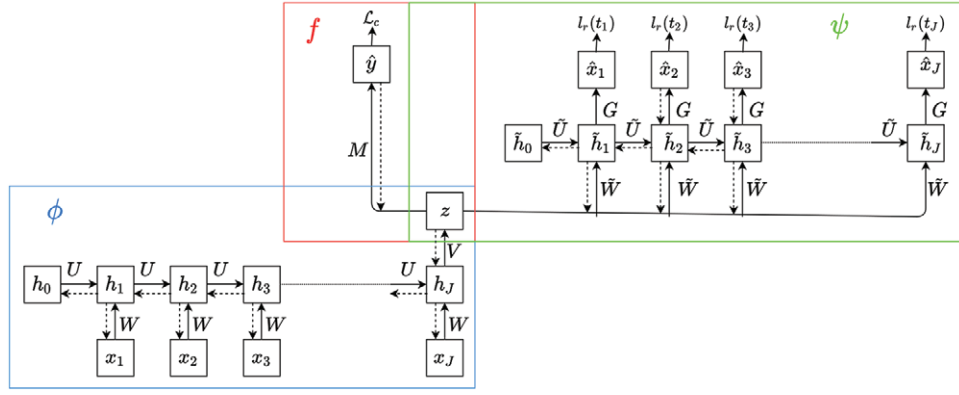 f
ℒ_c
ŷ
M
ψ
l_r(t_1) l_r(t_2) l_r(t_3) l_r(t_J)
x̂_1 x̂_2 x̂_3 x̂_J
G G G G
h̃_0 Ũ h̃_1 Ũ h̃_2 Ũ h̃_3 Ũ h̃_J
W̃ W̃ W̃ W̃
ϕ
z
V
h_0 U h_1 U h_2 U h_3 U h_J
W W W W
x_1 x_2 x_3 x_J